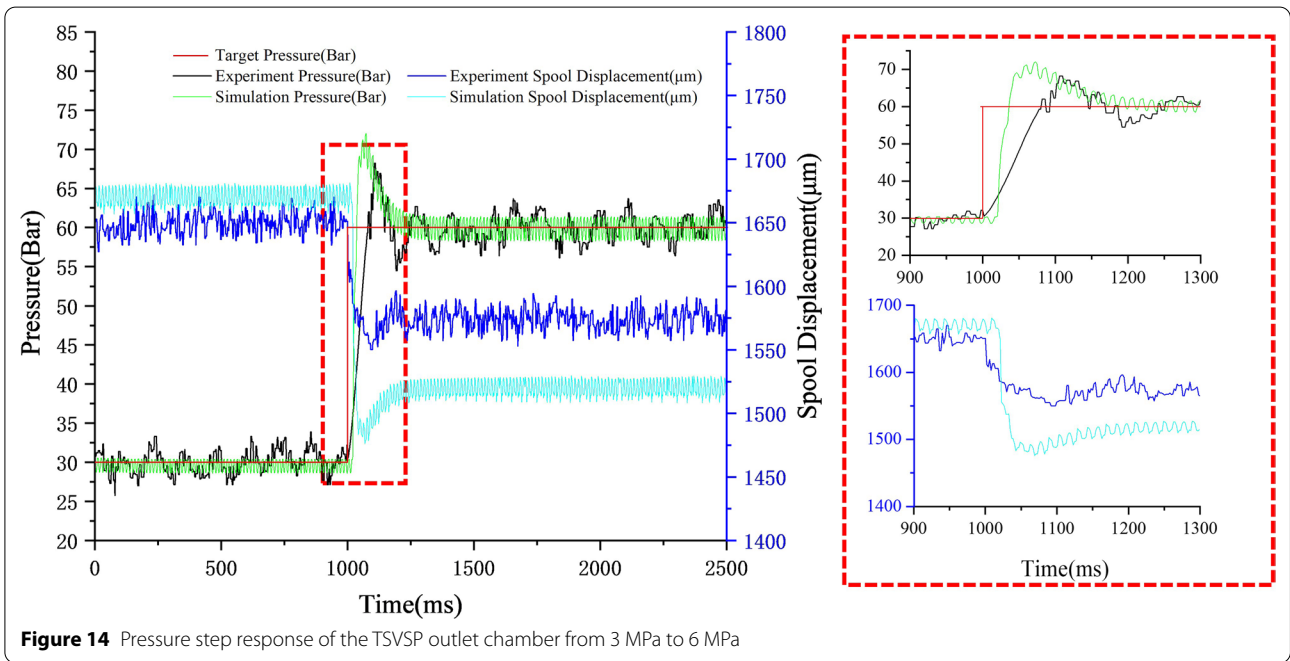 85
80
75
70
65
60
55
50
45
40
35
30
25
20
Pressure(Bar)
Target Pressure(Bar)
Experiment Pressure(Bar)
Simulation Pressure(Bar)
Experiment Spool Displacement(μm)
Simulation Spool Displacement(μm)
1800
1750
1700
1650
1600
1550
1500
1450
1400
Spool Displacement(μm)
0 500 1000 1500 2000 2500
Time(ms)
70
60
50
40
30
20
900 1000 1100 1200 1300
1700
1600
1500
1400
900 1000 1100 1200 1300
Time(ms)
Figure 14 Pressure step response of the TSVSP outlet chamber from 3 MPa to 6 MPa